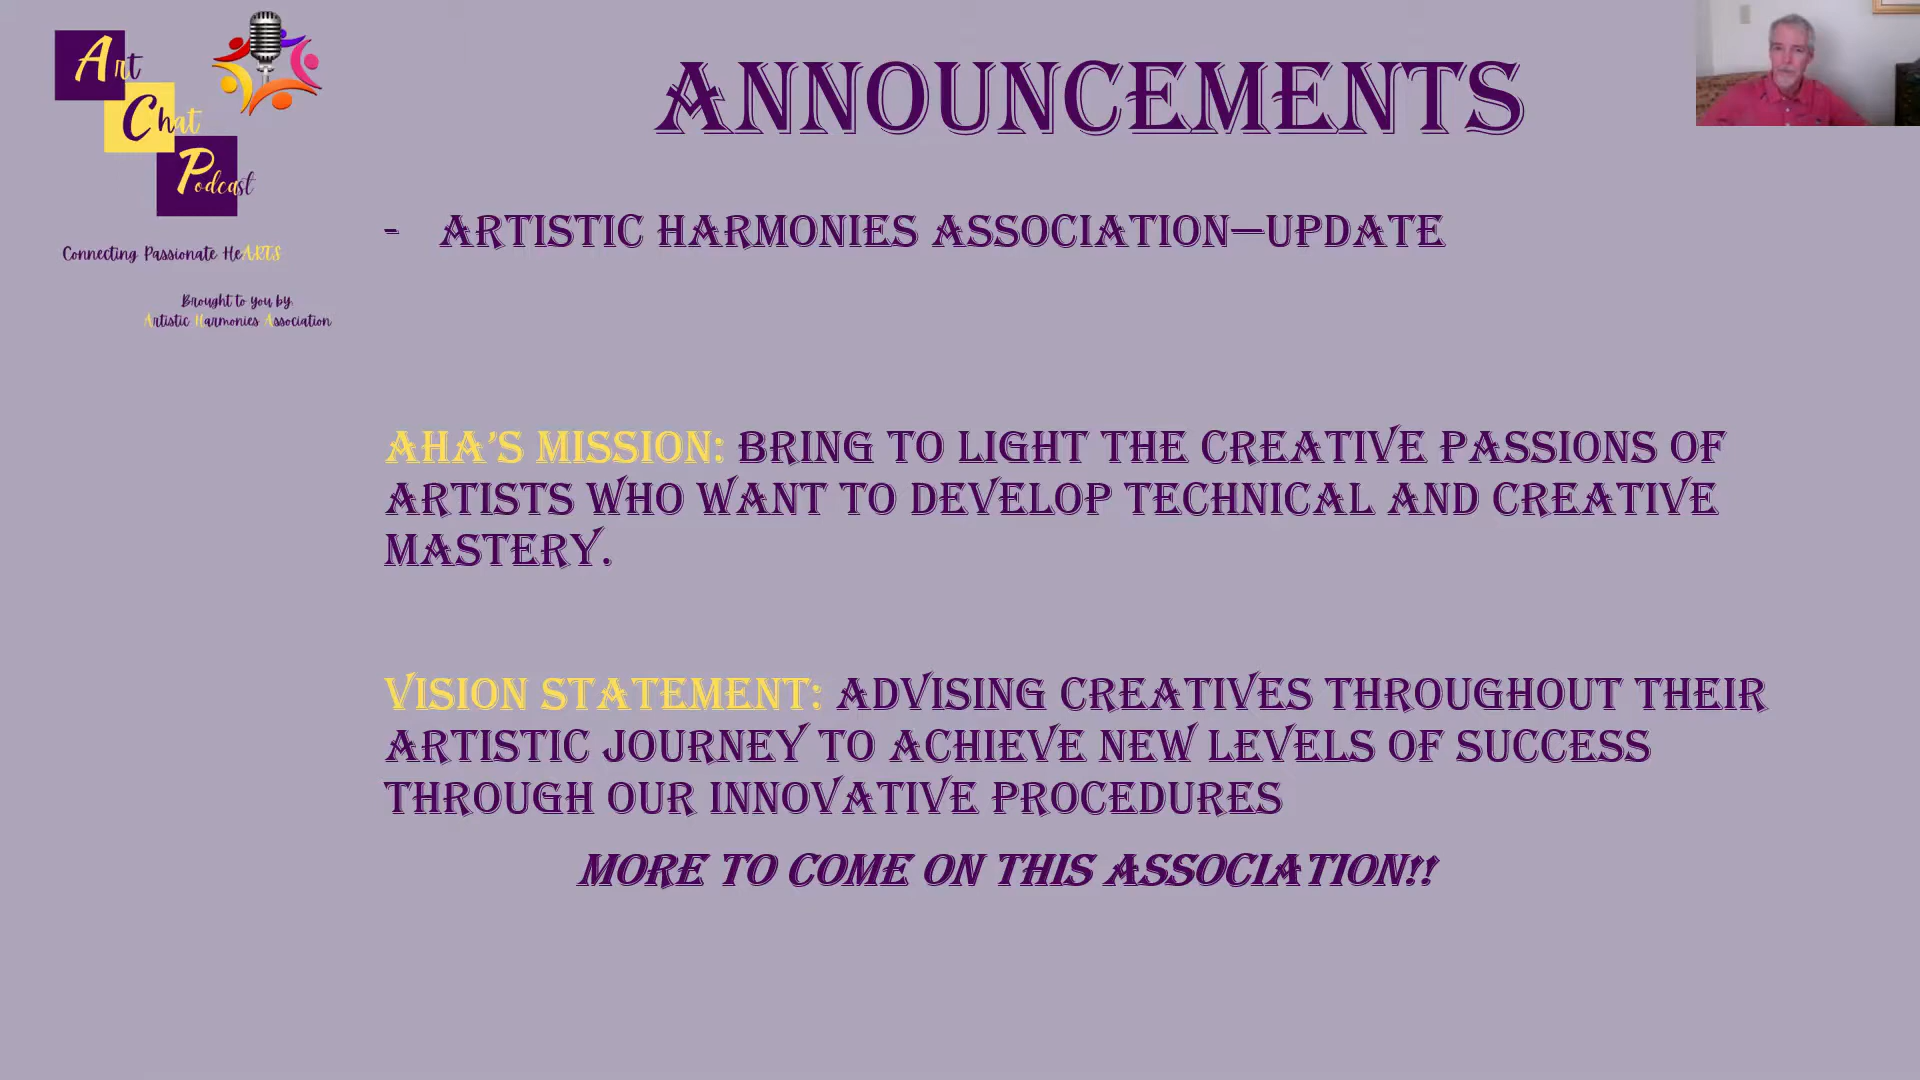 Art
Chat
Podcast
Connecting Passionate HeARTS
Brought to you by
Artistic Harmonies Association
ANNOUNCEMENTS
- ARTISTIC HARMONIES ASSOCIATION—UPDATE
AHA'S MISSION: BRING TO LIGHT THE CREATIVE PASSIONS OF
ARTISTS WHO WANT TO DEVELOP TECHNICAL AND CREATIVE
MASTERY.
VISION STATEMENT: ADVISING CREATIVES THROUGHOUT THEIR
ARTISTIC JOURNEY TO ACHIEVE NEW LEVELS OF SUCCESS
THROUGH OUR INNOVATIVE PROCEDURES
MORE TO COME ON THIS ASSOCIATION!!